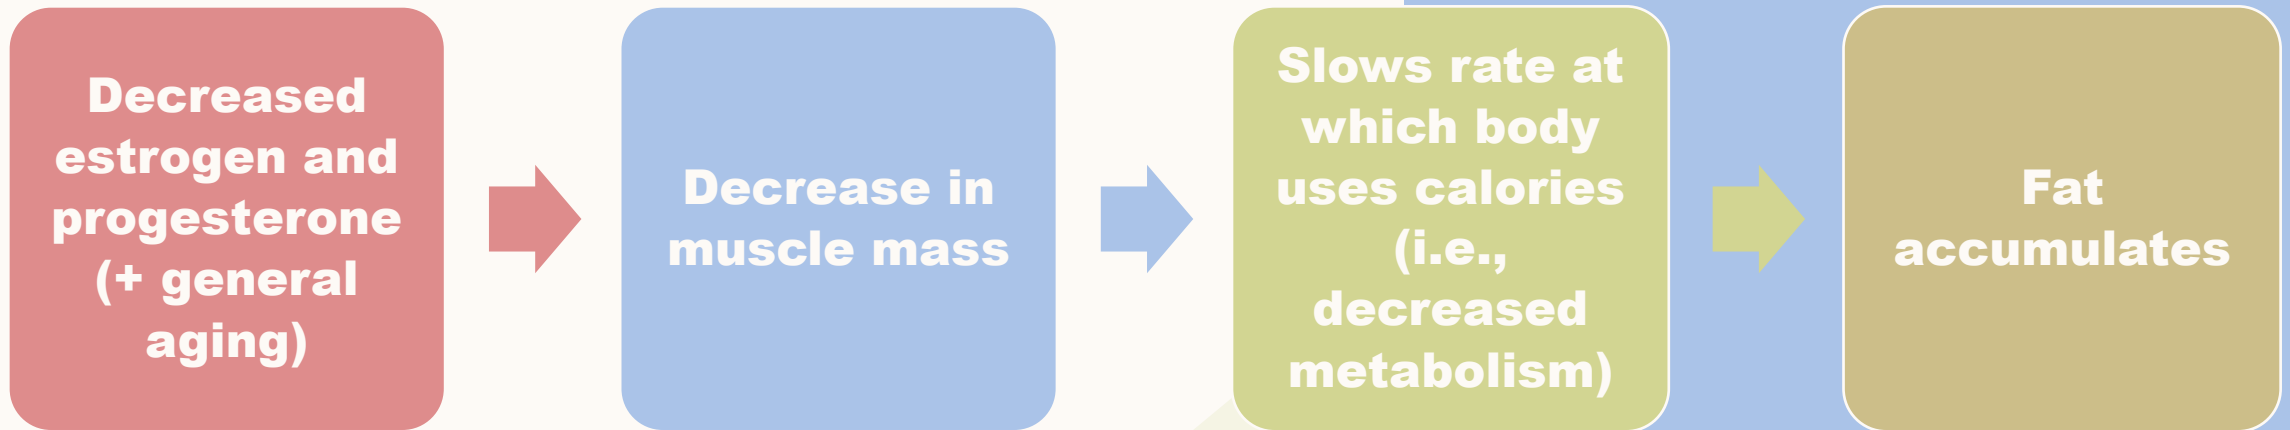 Decreased
estrogen and
progesterone
(+ general
aging)
Decrease in
muscle mass
Slows rate at
which body
uses calories
(i.e.,
decreased
metabolism)
Fat
accumulates